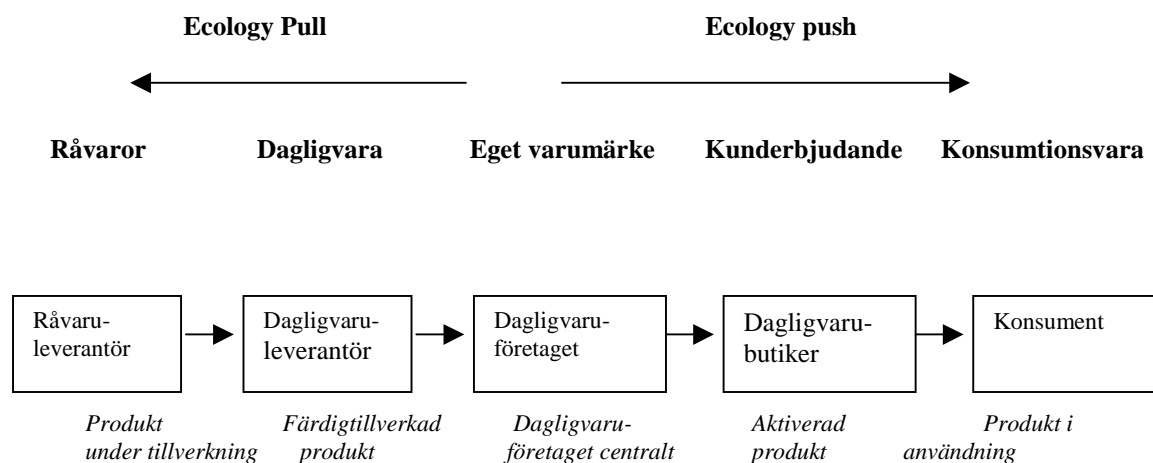 Ecology Pull Ecology push
Råvaror Dagligvara Eget varumärke Kunderbjudande Konsumtionsvara
Råvaru-
leverantör
Dagligvaru-
leverantör
Dagligvaru-
företaget
Dagligvaru-
butiker
Konsument
Produkt
under tillverkning
Färdigtillverkad
produkt
Dagligvaru-
företaget centralt
Aktiverad
produkt
Produkt i
användning